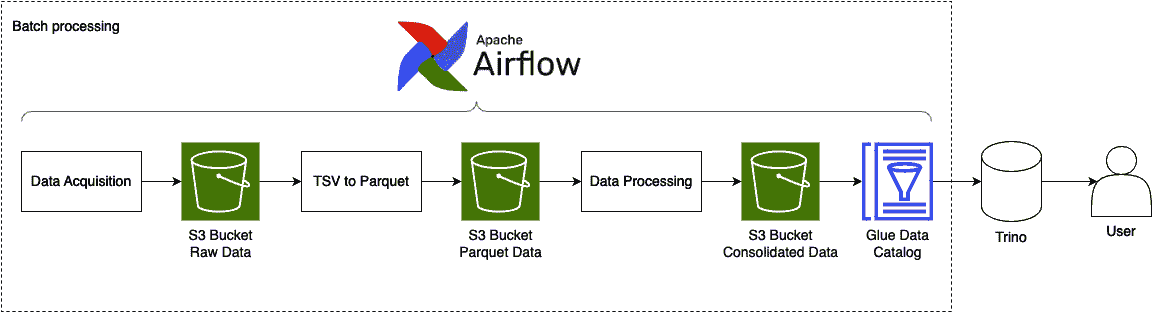 Batch processing
Apache
Airflow
Data Acquisition
TSV to Parquet
Data Processing
S3 Bucket
Raw Data
S3 Bucket
Parquet Data
S3 Bucket
Consolidated Data
Glue Data
Catalog
Trino
User